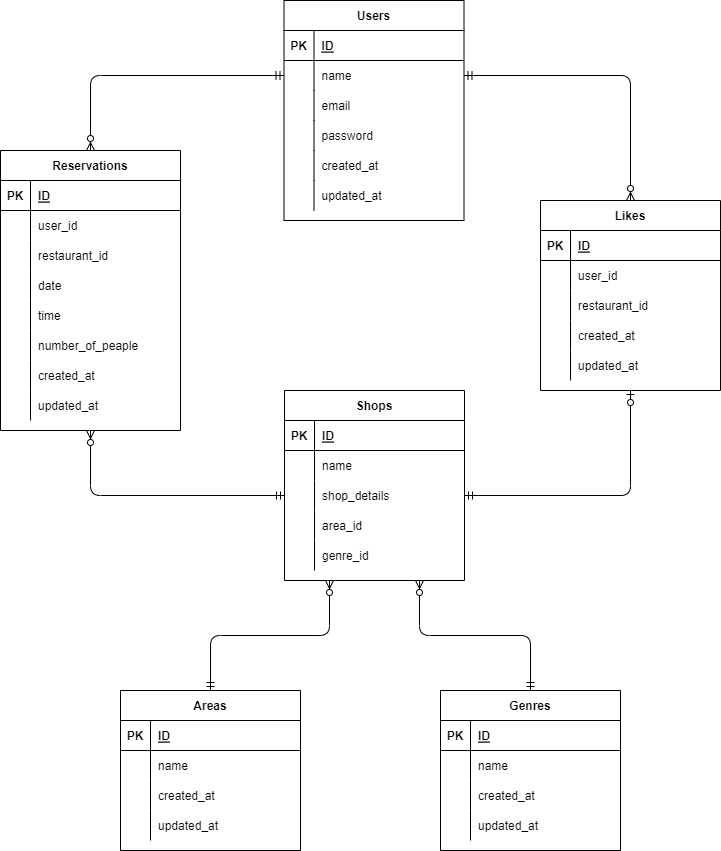 Users
PK ID
name
email
password
created_at
updated_at
Reservations
PK ID
user_id
restaurant_id
date
time
number_of_peaple
created_at
updated_at
Likes
PK ID
user_id
restaurant_id
created_at
updated_at
Shops
PK ID
name
shop_details
area_id
genre_id
Areas
PK ID
name
created_at
updated_at
Genres
PK ID
name
created_at
updated_at